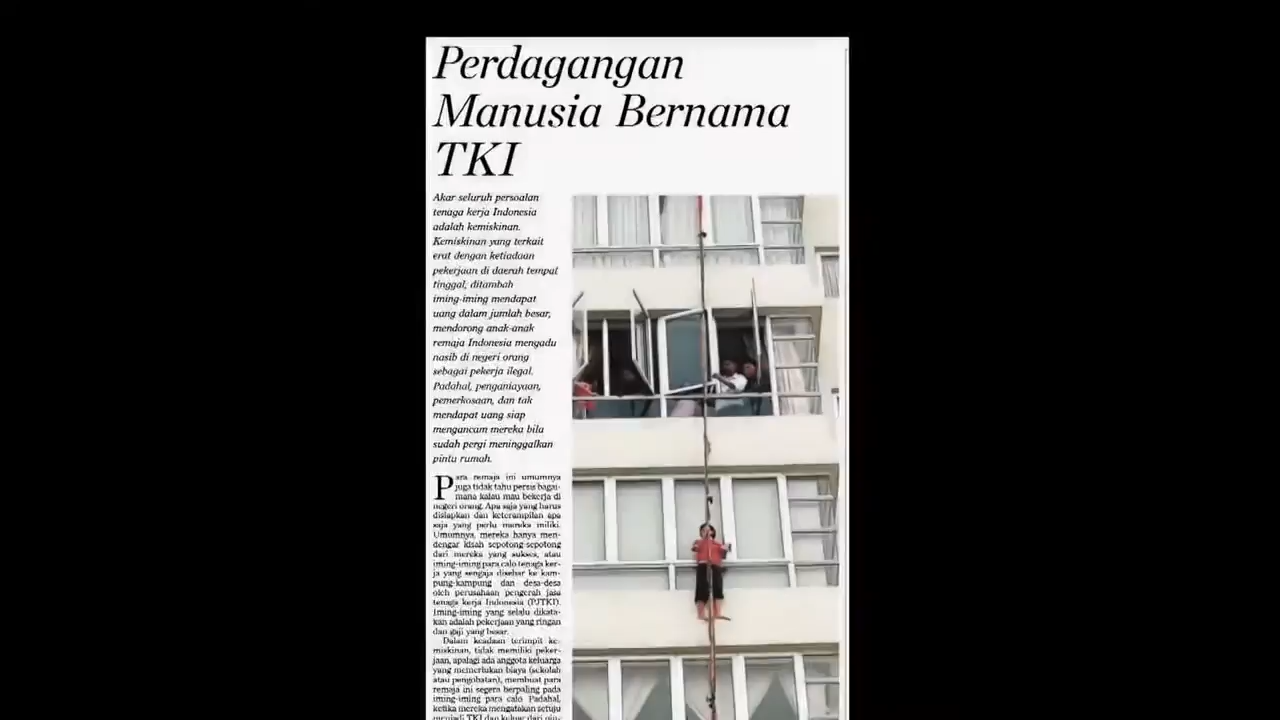 Perdagangan
Manusia Bernama
TKI
Akar seluruh persoalan
tenaga kerja Indonesia
adalah kemiskinan.
Kemiskinan yang terkait
erat dengan ketiadaan
pekerjaan di daerah tempat
tinggal, ditambah
iming-iming mendapat
uang dalam jumlah besar,
mendorong anak-anak
remaja Indonesia mengadu
nasib di negeri orang
sebagai pekerja ilegal.
Padahal, penganiayaan,
pemerkosaan, dan tak
mendapat uang siap
mengancam mereka bila
sudah pergi meninggalkan
pintu rumah.
Para remaja ini umumnya
juga tidak tahu persis bagai-
mana kalau mau bekerja di
negeri orang. Apa saja yang harus
disiapkan dan keterampilan apa
saja yang perlu mereka miliki.
Umumnya, mereka hanya men-
dengar kisah sepotong-sepotong
dari mereka yang sukses, atau
iming-iming para calo tenaga ker-
ja yang sengaja disebar ke kam-
pung-kampung dan desa-desa
oleh perusahaan pengerah jasa
tenaga kerja Indonesia (PJTKI).
Iming-iming yang selalu dikata-
kan adalah pekerjaan yang ringan
dan gaji yang besar.
Dalam keadaan terimpit ke-
miskinan, tidak memiliki peker-
jaan, apalagi ada anggota keluarga
yang memerlukan biaya (sekolah
atau pengobatan), membuat para
remaja ini segera berpaling pada
iming-iming para calo. Padahal,
ketika mereka mengatakan setuju
menjadi TKI dan keluar dari